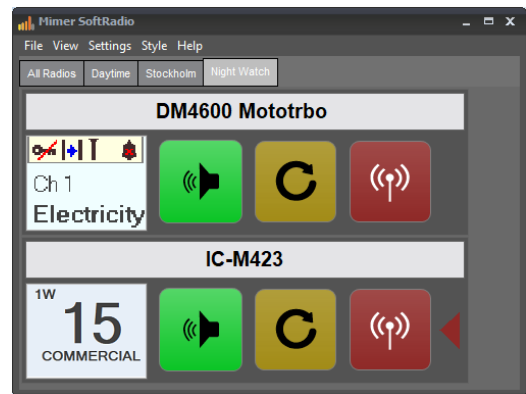 Mimer SoftRadio
File View Settings Style Help
All Radios Daytime Stockholm Night Watch
DM4600 Mototrbo
Ch 1
Electricity
IC-M423
1W
15
COMMERCIAL